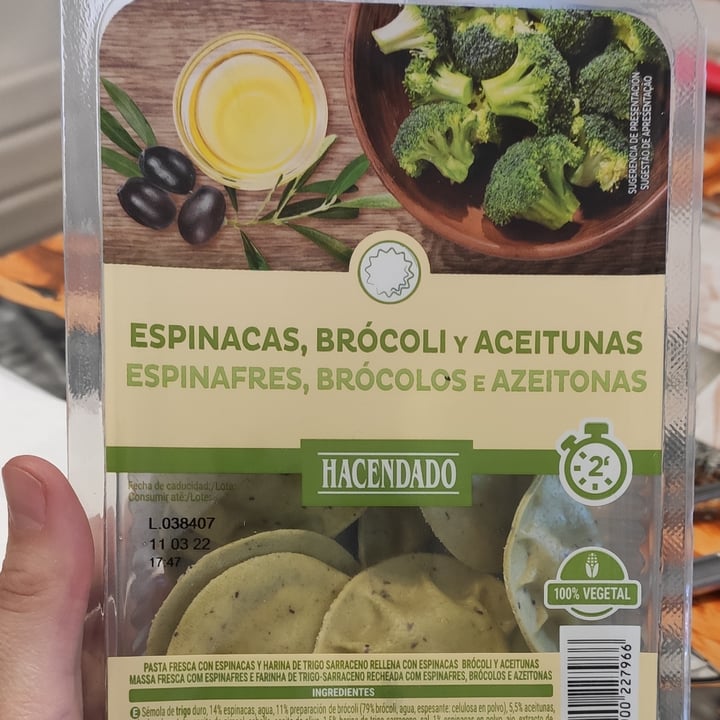 SUGERENCIA DE PRESENTACIÓN
SUGESTÃO DE APRESENTAÇÃO
ESPINACAS, BRÓCOLI Y ACEITUNAS
ESPINAFRES, BRÓCOLOS E AZEITONAS
HACENDADO
2'
Fecha de caducidad:/Lote:
Consumir até:/Lote:
L.038407
11 03 22
17:47
100% VEGETAL
PASTA FRESCA CON ESPINACAS Y HARINA DE TRIGO SARRACENO RELLENA CON ESPINACAS BRÓCOLI Y ACEITUNAS
MASSA FRESCA COM ESPINAFRES E FARINHA DE TRIGO-SARRACENO RECHEADA COM ESPINAFRES, BRÓCOLOS E AZEITONAS
INGREDIENTES
E Sémola de trigo duro, 14% espinacas, agua, 11% preparación de brócoli (79% brócoli, agua, espesante: celulosa en polvo), 5,5% aceitunas,
00 227966